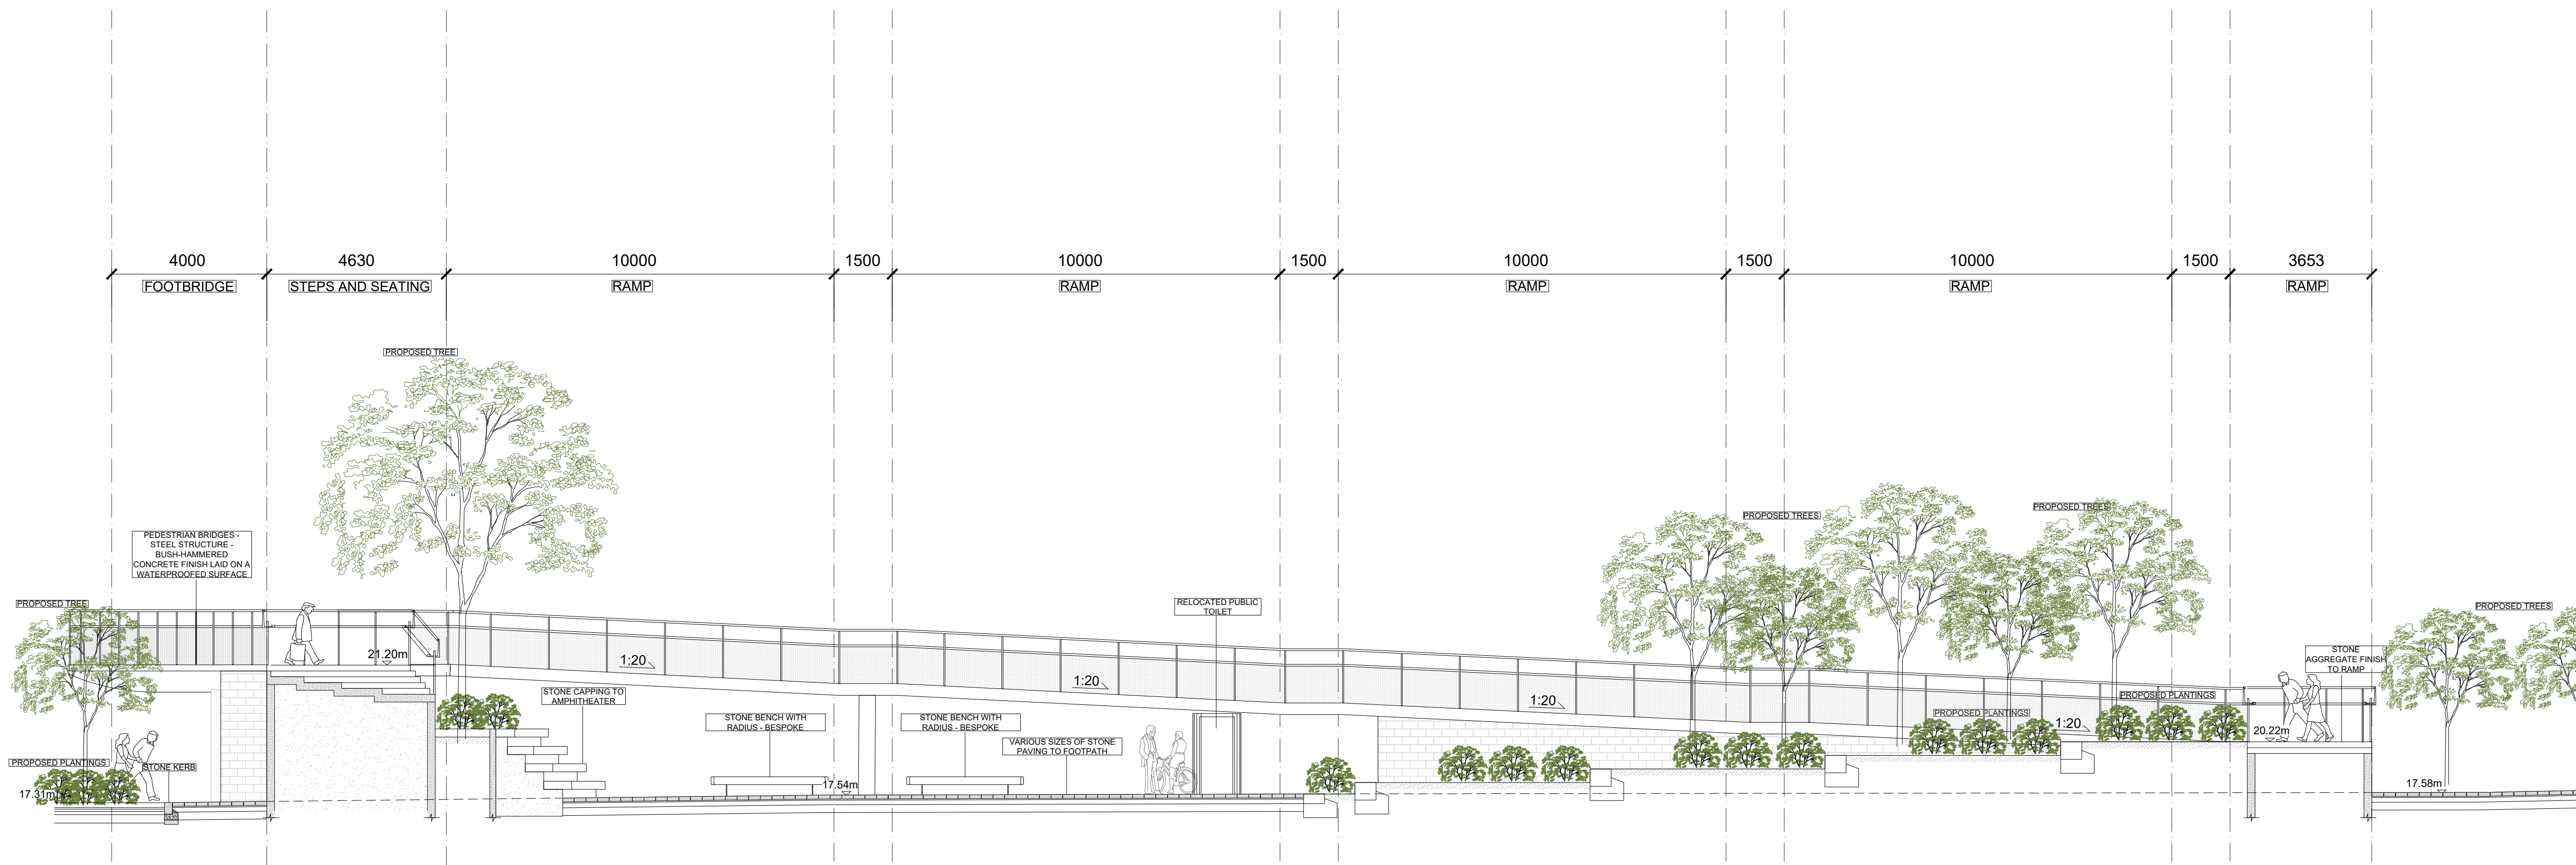 4000
4630
10000
1500
10000
1500
10000
1500
10000
1500
3653
FOOTBRIDGE
STEPS AND SEATING
RAMP
RAMP
RAMP
RAMP
RAMP
PROPOSED TREE
PROPOSED TREES
PROPOSED TREES
PEDESTRIAN BRIDGES -
STEEL STRUCTURE -
BUSH-HAMMERED
CONCRETE FINISH LAID ON A
WATERPROOFED SURFACE
PROPOSED TREE
RELOCATED PUBLIC
TOILET
PROPOSED TREES
21.20m
1:20
STONE
AGGREGATE FINISH
TO RAMP
1:20
STONE CAPPING TO
AMPHITHEATER
1:20
PROPOSED PLANTINGS
STONE BENCH WITH
RADIUS - BESPOKE
STONE BENCH WITH
RADIUS - BESPOKE
PROPOSED PLANTINGS
1:20
20.22m
VARIOUS SIZES OF STONE
PAVING TO FOOTPATH
PROPOSED PLANTINGS
STONE KERB
17.31m
17.54m
17.58m